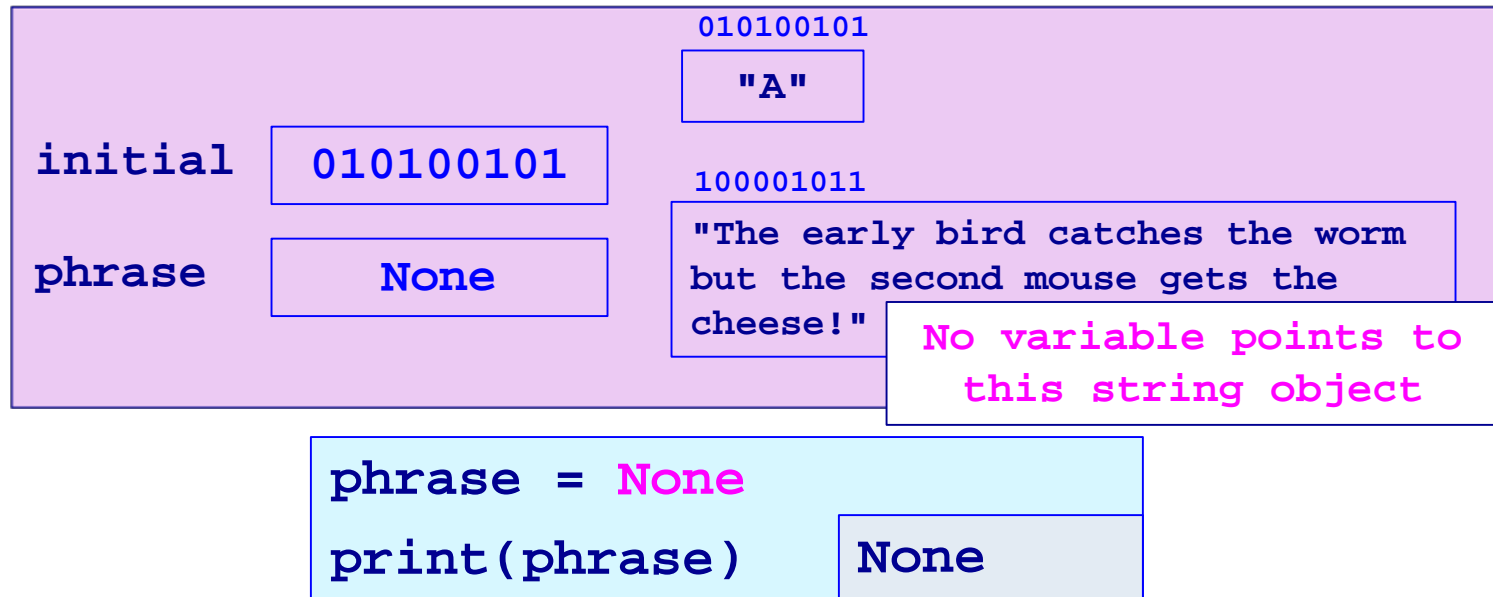 010100101
"A"
initial 010100101
100001011
"The early bird catches the worm
but the second mouse gets the
cheese!"
phrase None
No variable points to
this string object
phrase = None
print(phrase) None